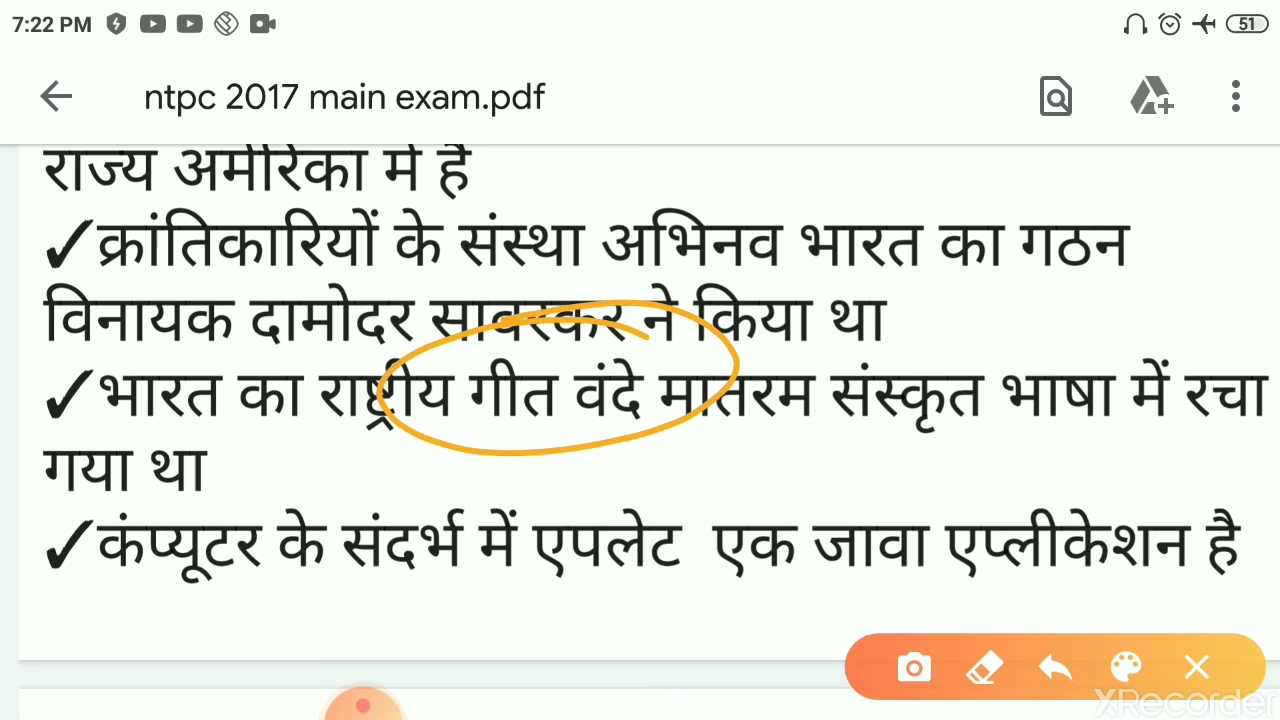 7:22 PM
51
ntpc 2017 main exam.pdf
राज्य अमेरिका में है
✓क्रांतिकारियों के संस्था अभिनव भारत का गठन
विनायक दामोदर सावरकर ने किया था
✓भारत का राष्ट्रीय गीत वंदे मातरम संस्कृत भाषा में रचा
गया था
✓कंप्यूटर के संदर्भ में एपलेट एक जावा एप्लीकेशन है
XRecorder